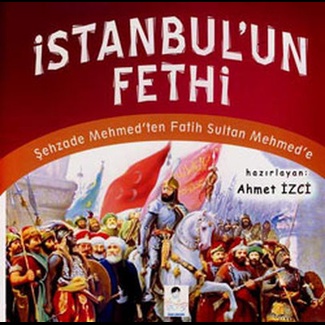 İSTANBUL'UN
FETHİ
Şehzade Mehmed'ten Fatih Sultan Mehmed'e
hazırlayan:
Ahmet İZCİ